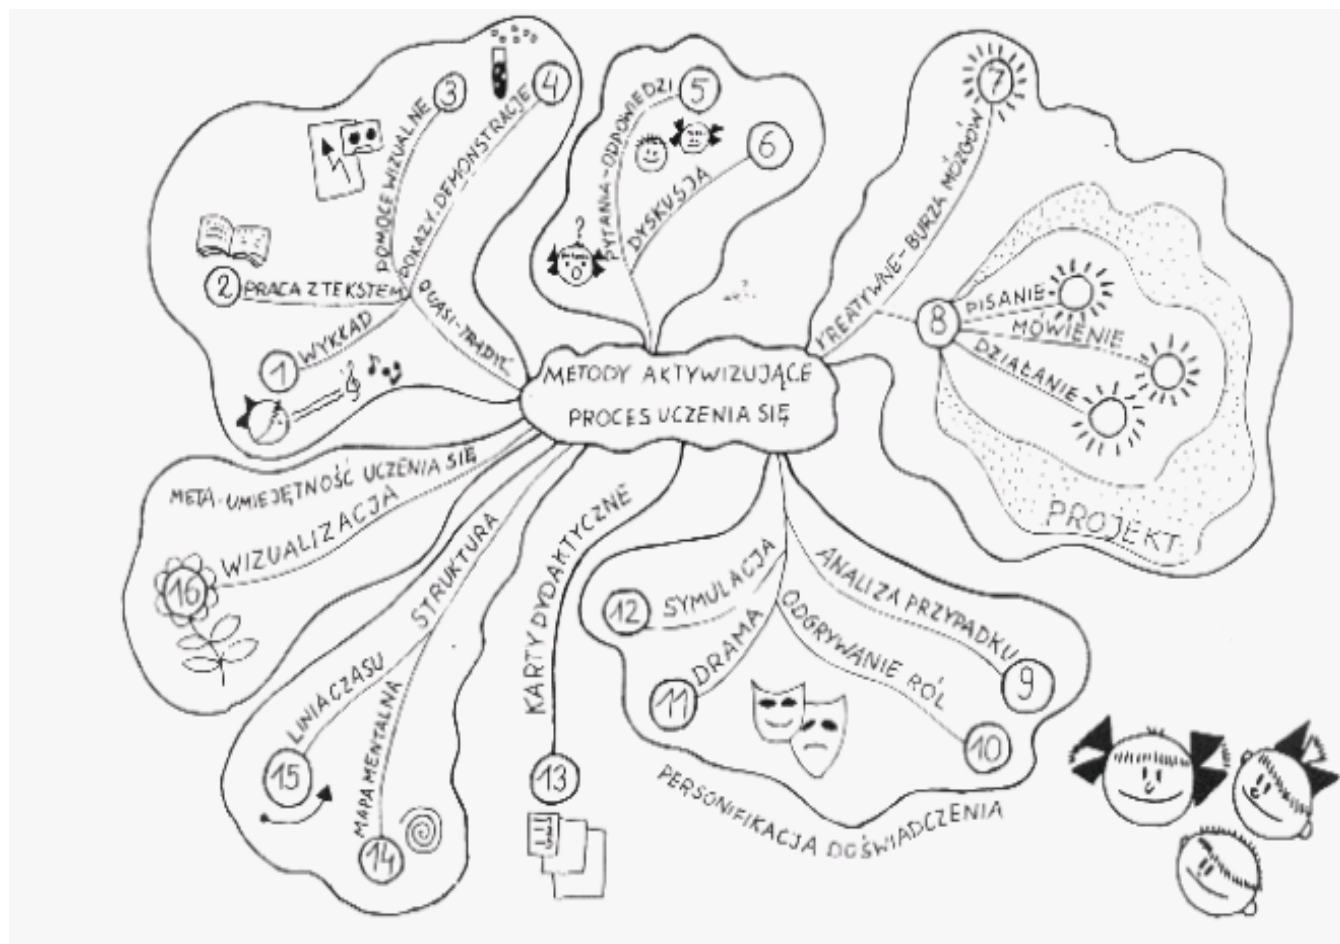 METODY AKTYWIZUJĄCE
PROCES UCZENIA SIĘ
QUASI-TRADYC
1
WYKŁAD
2
PRACA Z TEKSTEM
3
POMOCE WIZUALNE
4
POKAZY, DEMONSTRACJE
5
PYTANIA-ODPOWIEDZI
?
6
DYSKUSJA
7
KREATYWNE-BURZA MÓZGÓW
8
PISANIE
MÓWIENIE
DZIAŁANIE
PROJEKT
ANALIZA PRZYPADKU
9
ODGRYWANIE RÓL
10
DRAMA
11
SYMULACJA
12
PERSONIFIKACJA DOŚWIADCZENIA
KARTY DYDAKTYCZNE
13
STRUKTURA
MAPA MENTALNA
14
LINIA CZASU
15
META-UMIEJĘTNOŚĆ UCZENIA SIĘ
WIZUALIZACJA
16